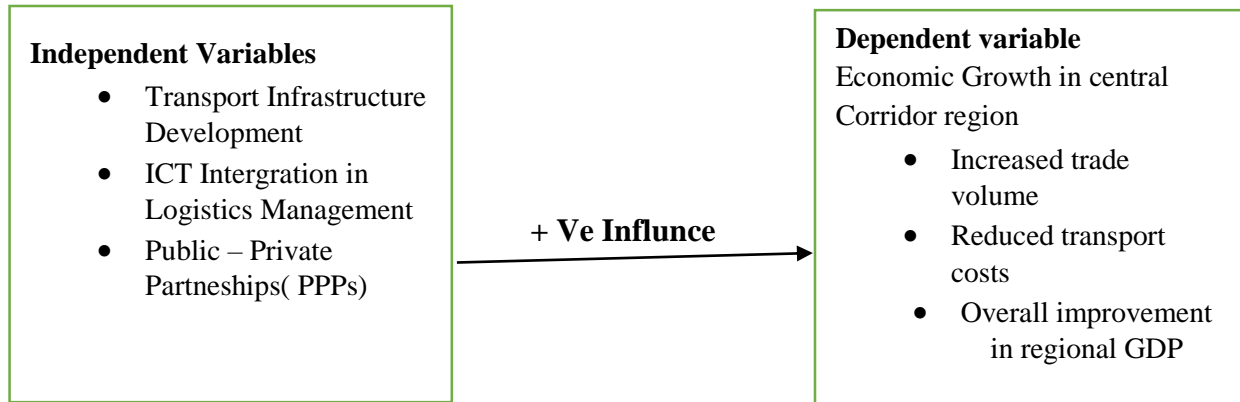 Independent Variables
● Transport Infrastructure
Development
● ICT Intergration in
Logistics Management
● Public – Private
Partneships( PPPs)
+ Ve Influnce
Dependent variable
Economic Growth in central
Corridor region
● Increased trade
volume
● Reduced transport
costs
● Overall improvement
in regional GDP